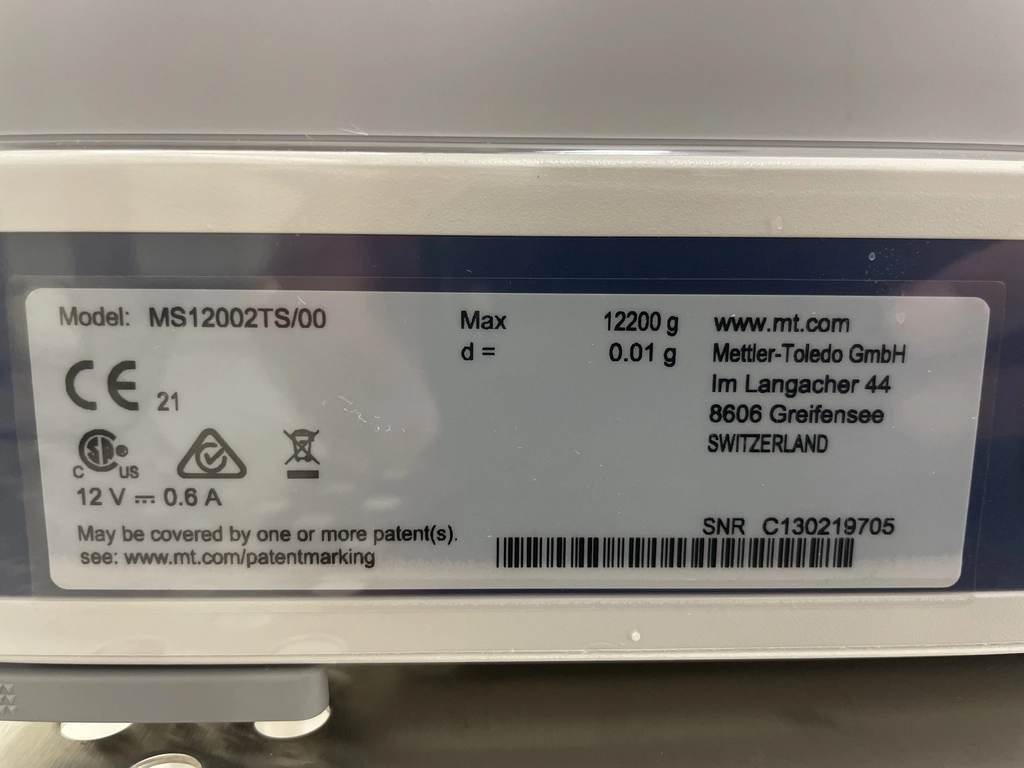 Model: MS12002TS/00
Max 12200 g
d = 0.01 g
www.mt.com
Mettler-Toledo GmbH
Im Langacher 44
8606 Greifensee
SWITZERLAND
CE 21
C SA ® US
12 V ⎓ 0.6 A
May be covered by one or more patent(s).
see: www.mt.com/patentmarking
SNR C130219705